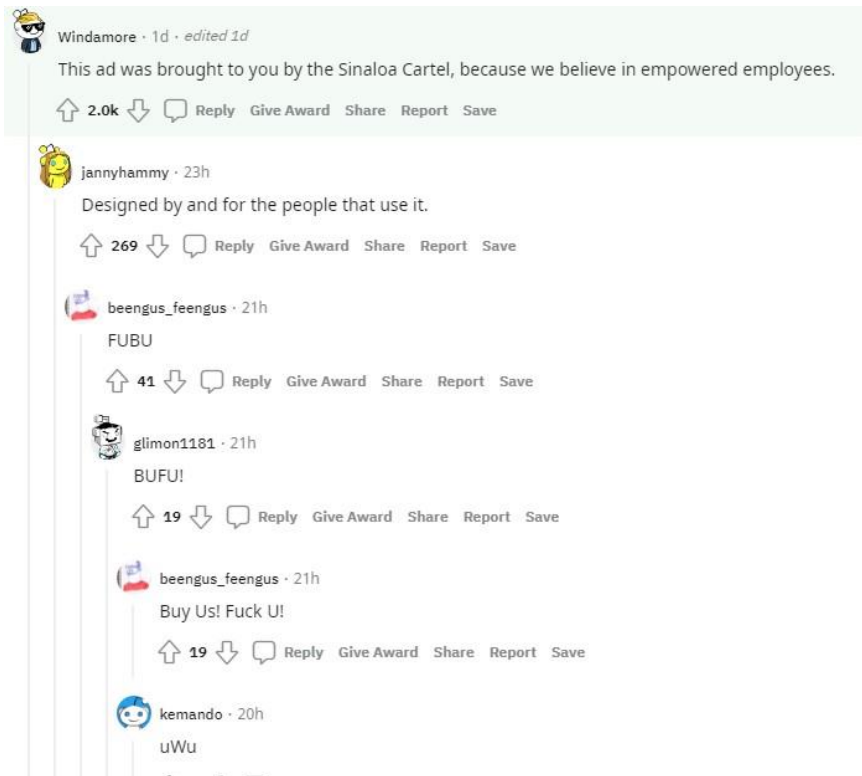 Windamore · 1d · edited 1d
This ad was brought to you by the Sinaloa Cartel, because we believe in empowered employees.
2.0k Reply Give Award Share Report Save
jannyhammy · 23h
Designed by and for the people that use it.
269 Reply Give Award Share Report Save
beengus_feengus · 21h
FUBU
41 Reply Give Award Share Report Save
glimon1181 · 21h
BUFU!
19 Reply Give Award Share Report Save
beengus_feengus · 21h
Buy Us! Fuck U!
19 Reply Give Award Share Report Save
kemando · 20h
uWu